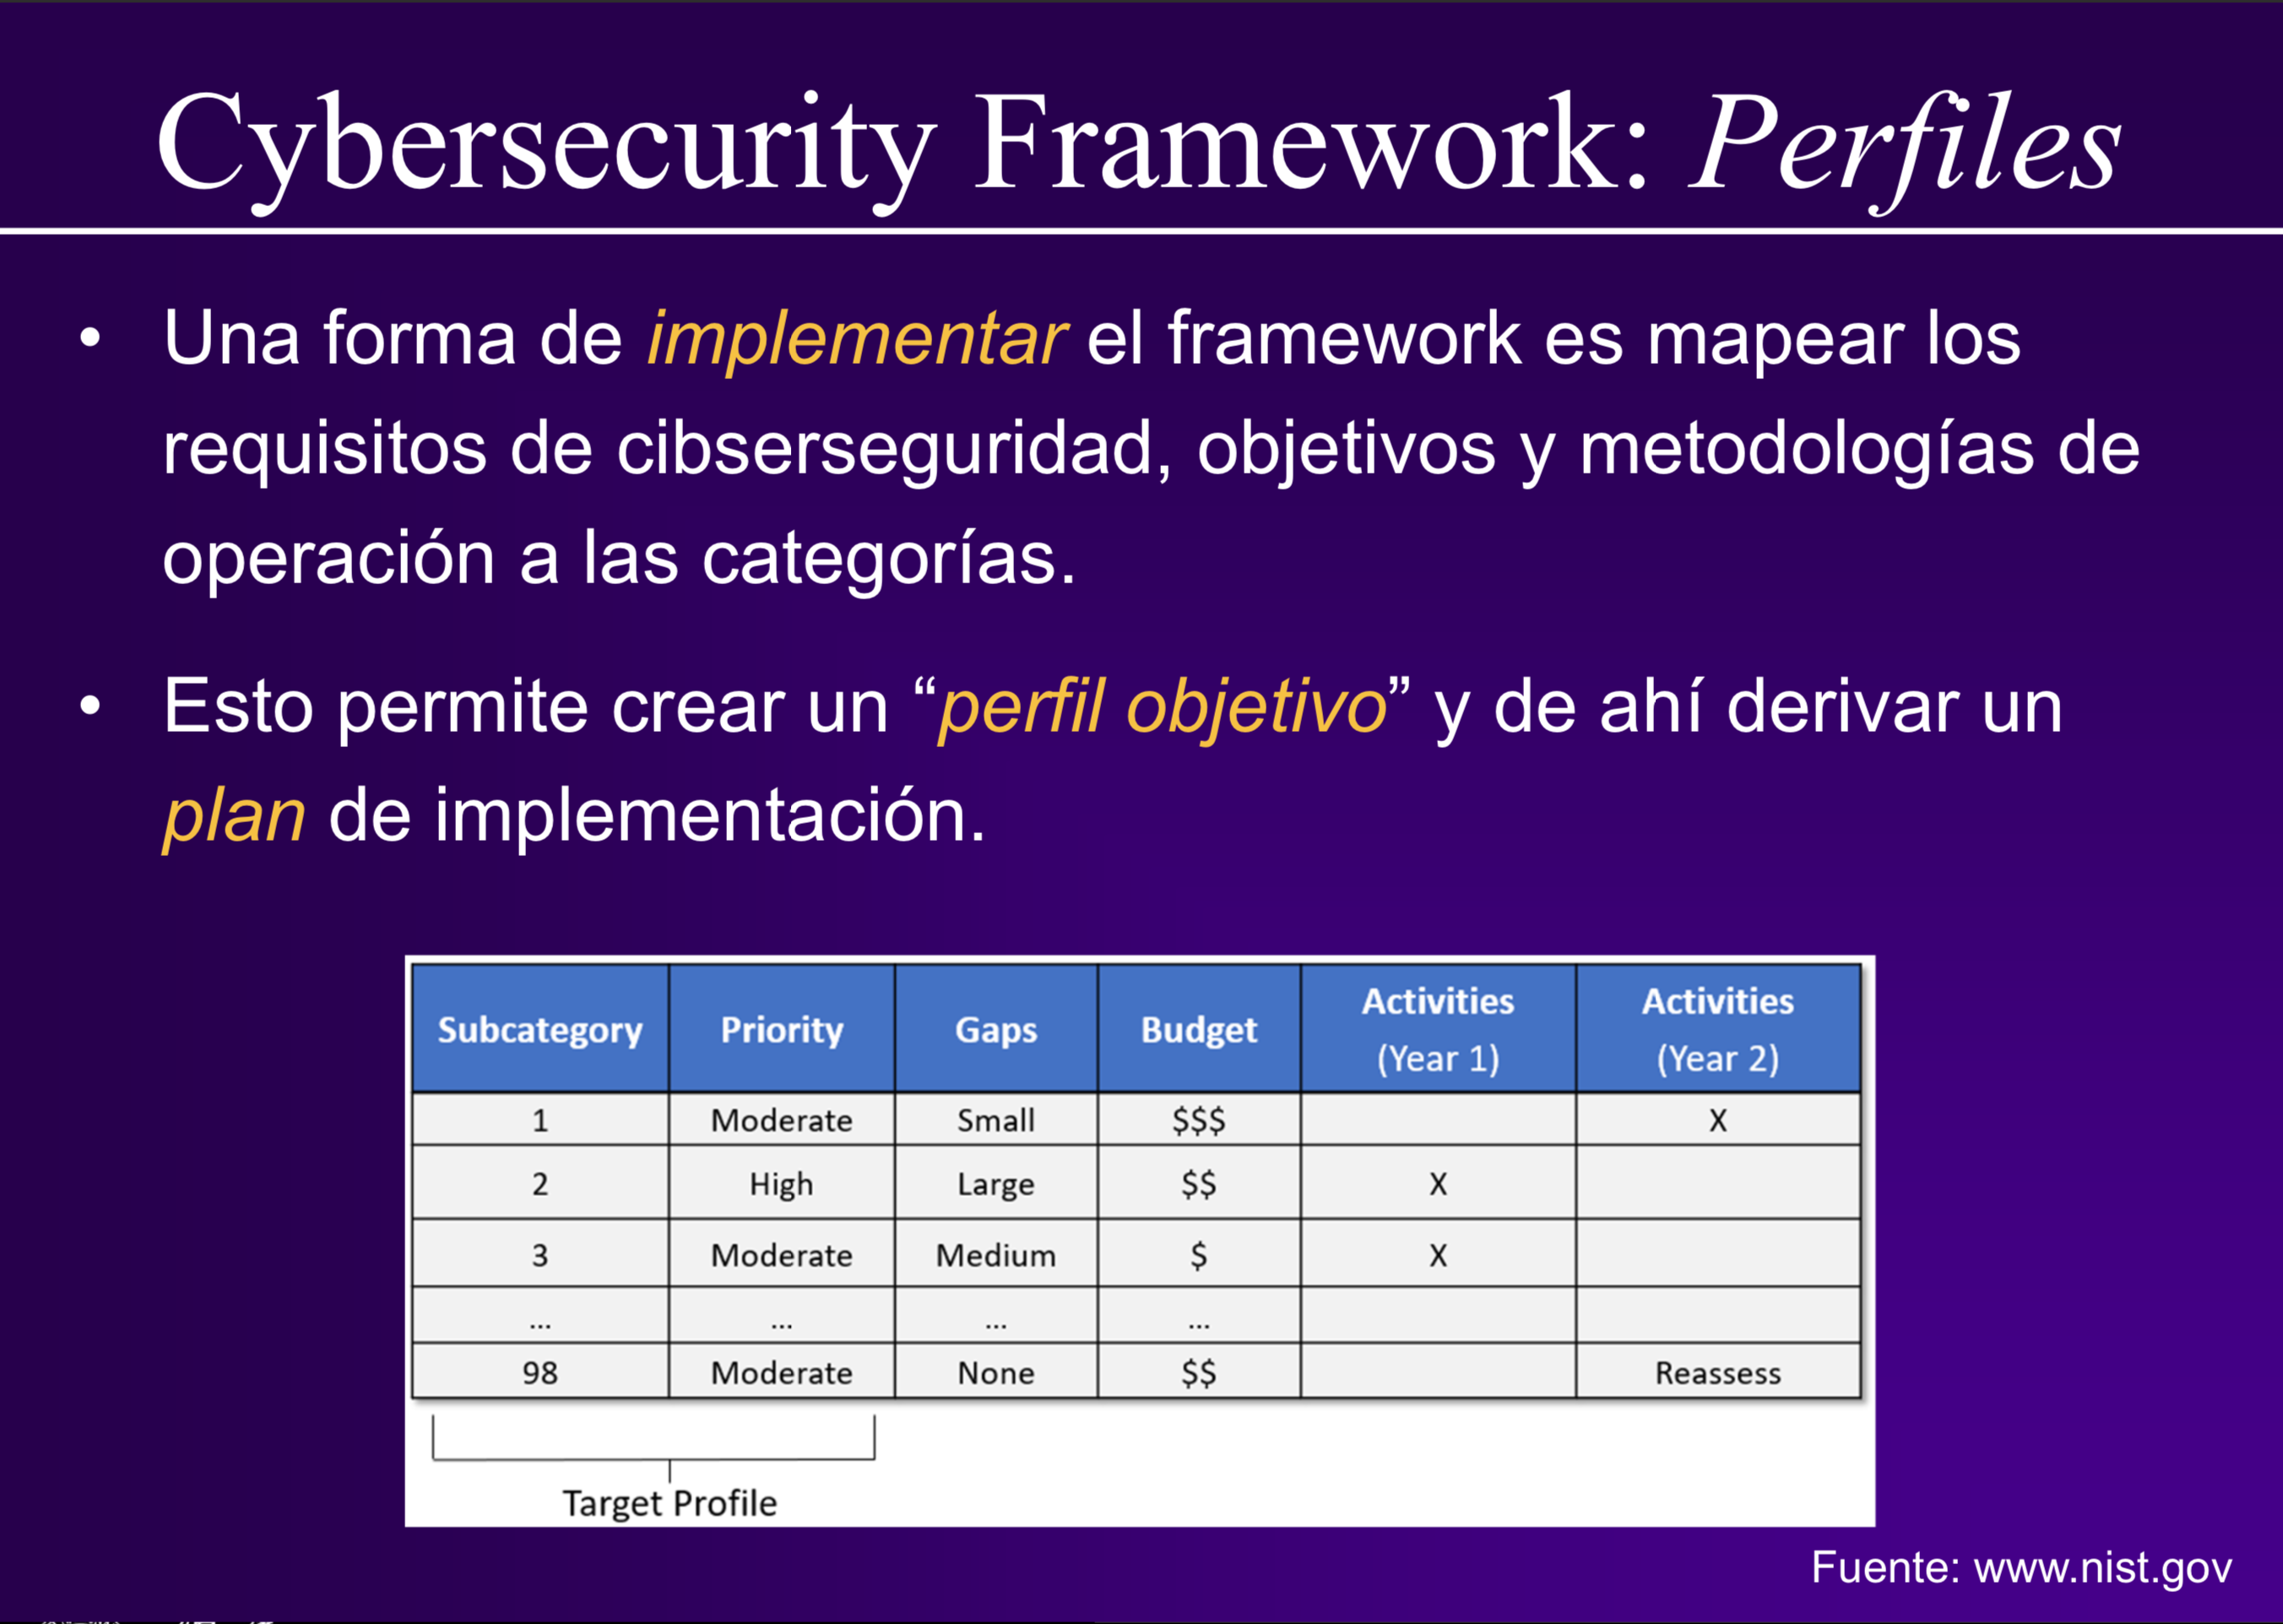 Cybersecurity Framework: Perfiles
• Una forma de implementar el framework es mapear los
requisitos de cibserseguridad, objetivos y metodologías de
operación a las categorías.
• Esto permite crear un “perfil objetivo” y de ahí derivar un
plan de implementación.
Subcategory Priority Gaps Budget Activities (Year 1) Activities (Year 2)
1 Moderate Small $$$ X
2 High Large $$ X
3 Moderate Medium $ X
... ... ... ...
98 Moderate None $$ Reassess
Target Profile
Fuente: www.nist.gov